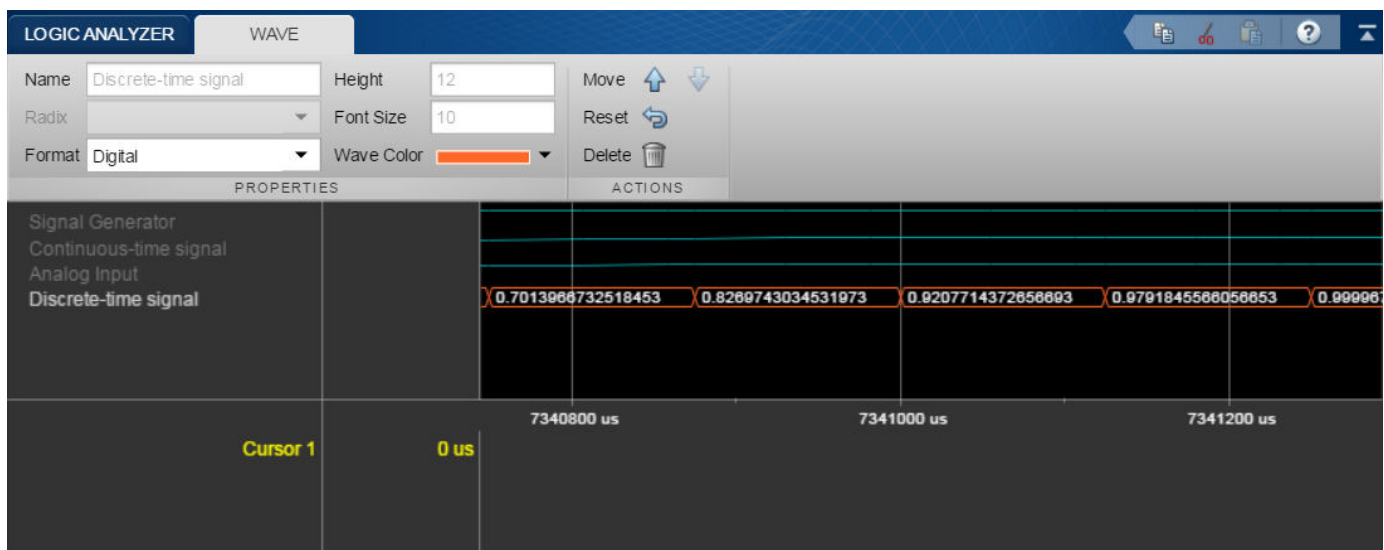 LOGIC ANALYZER WAVE
Name Discrete-time signal Height 12 Move
Radix Font Size 10 Reset
Format Digital Wave Color Delete
PROPERTIES ACTIONS
Signal Generator
Continuous-time signal
Analog Input
Discrete-time signal 0.7013966732518453 0.8269743034531973 0.9207714372656693 0.9791845566056653 0.999967
7340800 us 7341000 us 7341200 us
Cursor 1 0 us